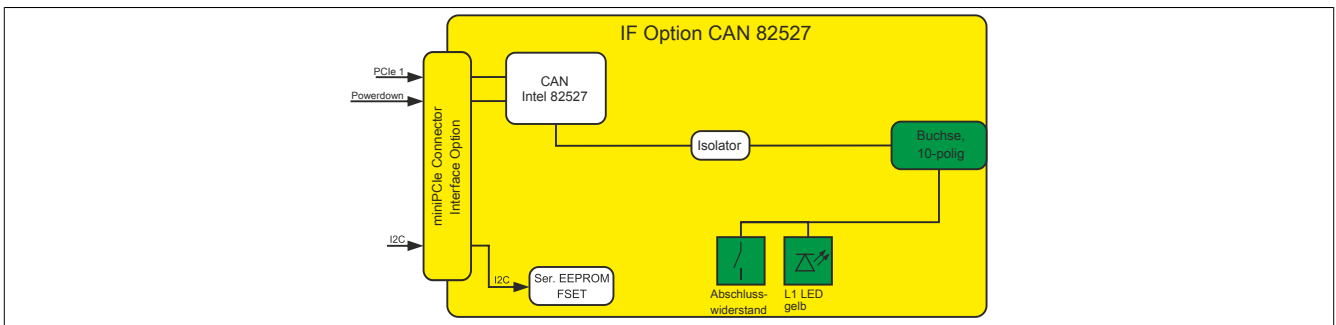 IF Option CAN 82527
PCIe 1
Powerdown
I2C
miniPCIe Connector
Interface Option
CAN
Intel 82527
Isolator
Buchse,
10-polig
I2C
Ser. EEPROM
FSET
Abschluss-
widerstand
L1 LED
gelb